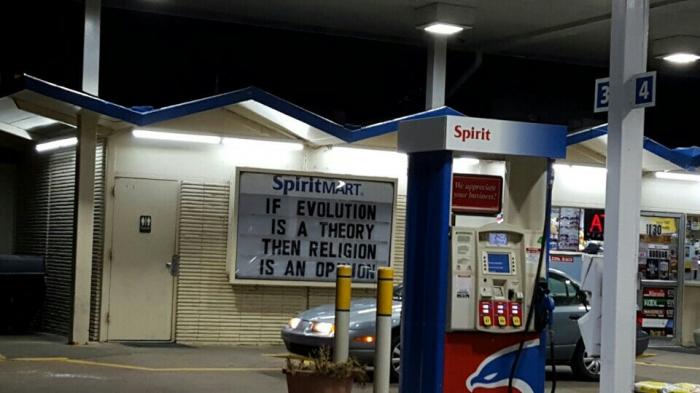 SpiritMART
IF EVOLUTION
IS A THEORY
THEN RELIGION
IS AN OPINION
Spirit
We appreciate
your business!
3
4